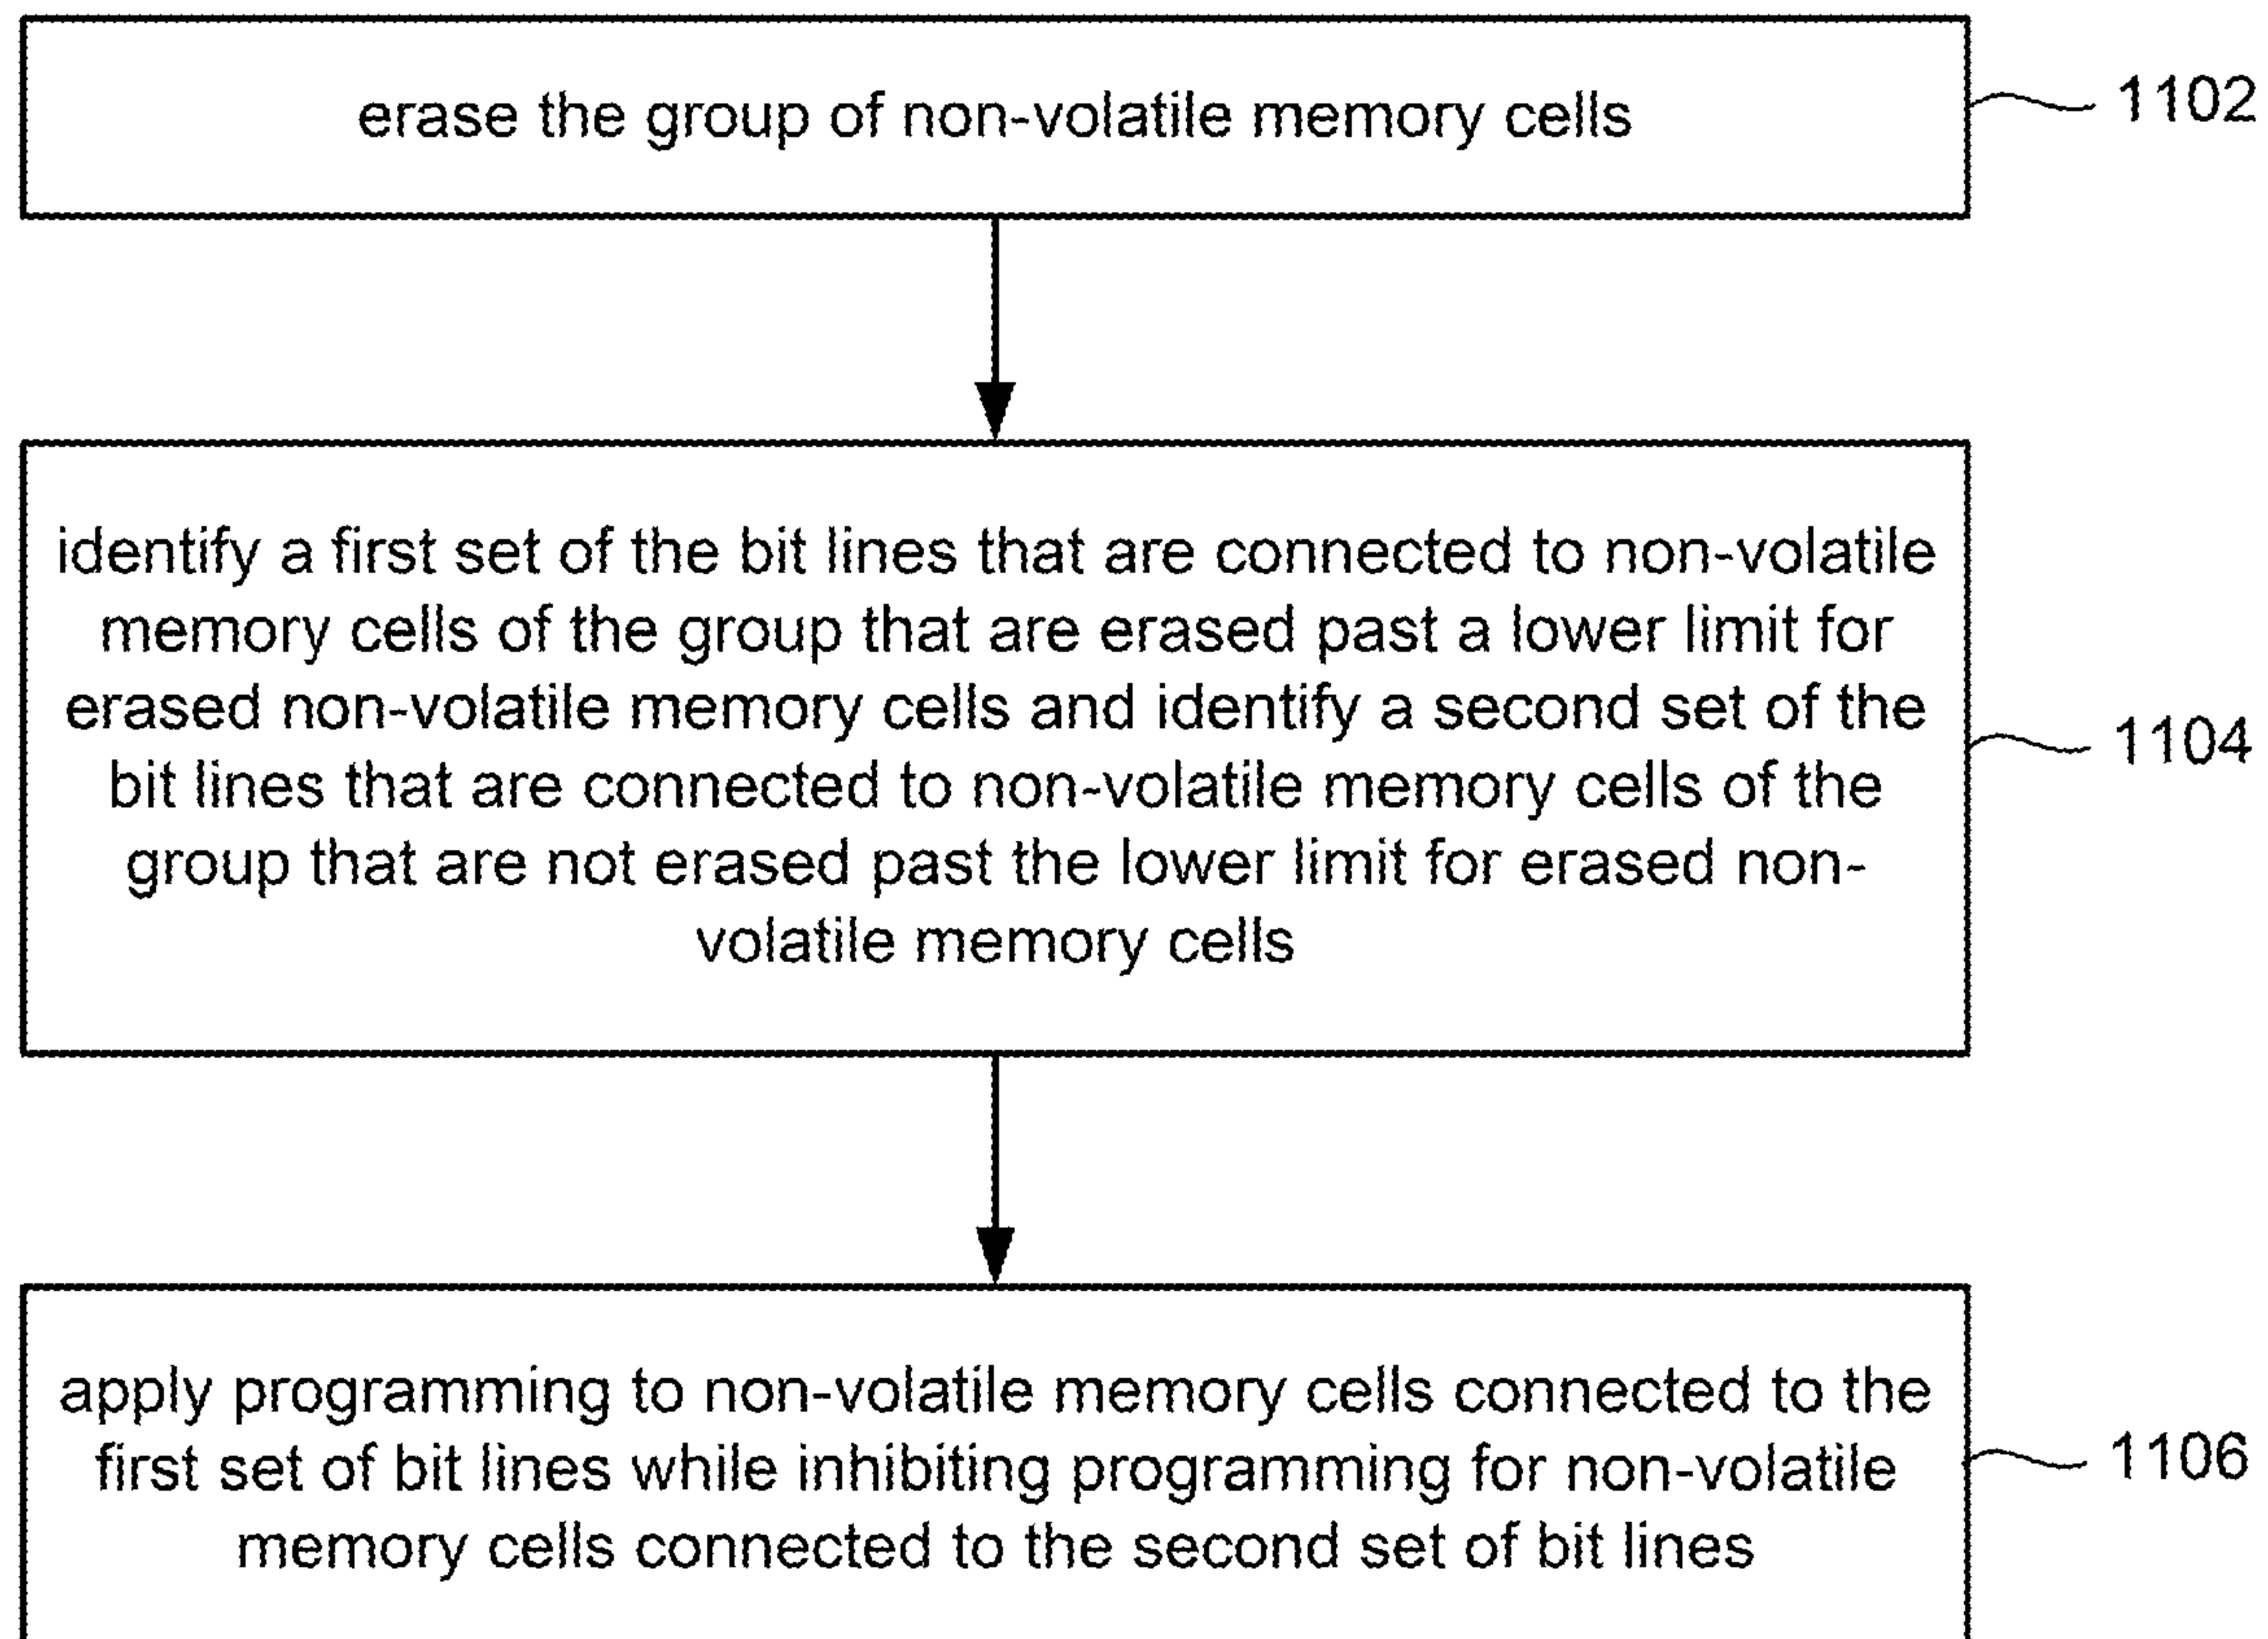 erase the group of non-volatile memory cells
1102
identify a first set of the bit lines that are connected to non-volatile
memory cells of the group that are erased past a lower limit for
erased non-volatile memory cells and identify a second set of the
bit lines that are connected to non-volatile memory cells of the
group that are not erased past the lower limit for erased non-
volatile memory cells
1104
apply programming to non-volatile memory cells connected to the
first set of bit lines while inhibiting programming for non-volatile
memory cells connected to the second set of bit lines
1106